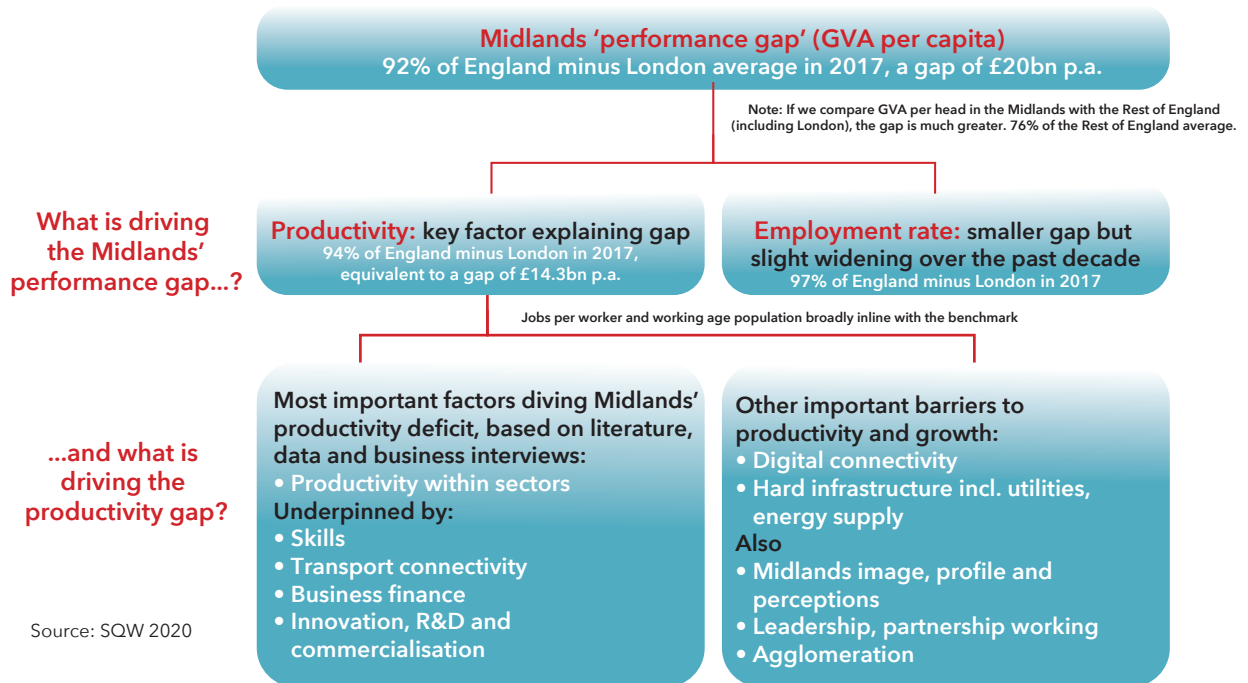 Midlands ‘performance gap’ (GVA per capita)
92% of England minus London average in 2017, a gap of £20bn p.a.
Note: If we compare GVA per head in the Midlands with the Rest of England
(including London), the gap is much greater. 76% of the Rest of England average.
What is driving
the Midlands’
performance gap...?
Productivity: key factor explaining gap
94% of England minus London in 2017,
equivalent to a gap of £14.3bn p.a.
Employment rate: smaller gap but
slight widening over the past decade
97% of England minus London in 2017
Jobs per worker and working age population broadly inline with the benchmark
...and what is
driving the
productivity gap?
Most important factors diving Midlands’
productivity deficit, based on literature,
data and business interviews:
• Productivity within sectors
Underpinned by:
• Skills
• Transport connectivity
• Business finance
• Innovation, R&D and
commercialisation
Other important barriers to
productivity and growth:
• Digital connectivity
• Hard infrastructure incl. utilities,
energy supply
Also
• Midlands image, profile and
perceptions
• Leadership, partnership working
• Agglomeration
Source: SQW 2020